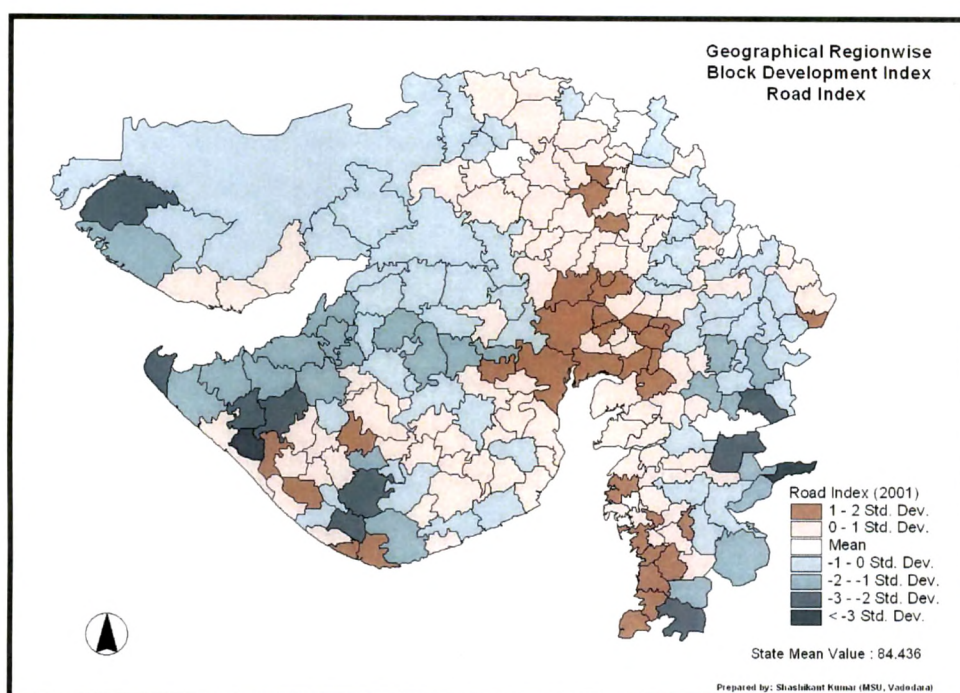 Geographical Regionwise
Block Development Index
Road Index
Road Index (2001)
1 - 2 Std. Dev.
0 - 1 Std. Dev.
Mean
-1 - 0 Std. Dev.
-2 - -1 Std. Dev.
-3 - -2 Std. Dev.
< -3 Std. Dev.
State Mean Value : 84.436
Prepared by: Shashikant Kumar (MSU, Vadodara)